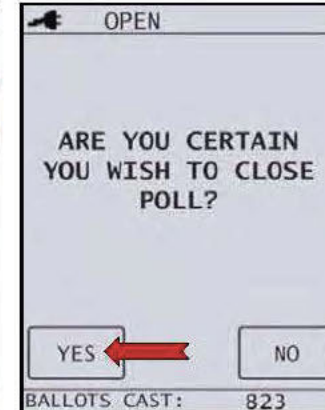 OPEN
ARE YOU CERTAIN
YOU WISH TO CLOSE
POLL?
YES NO
BALLOTS CAST: 823